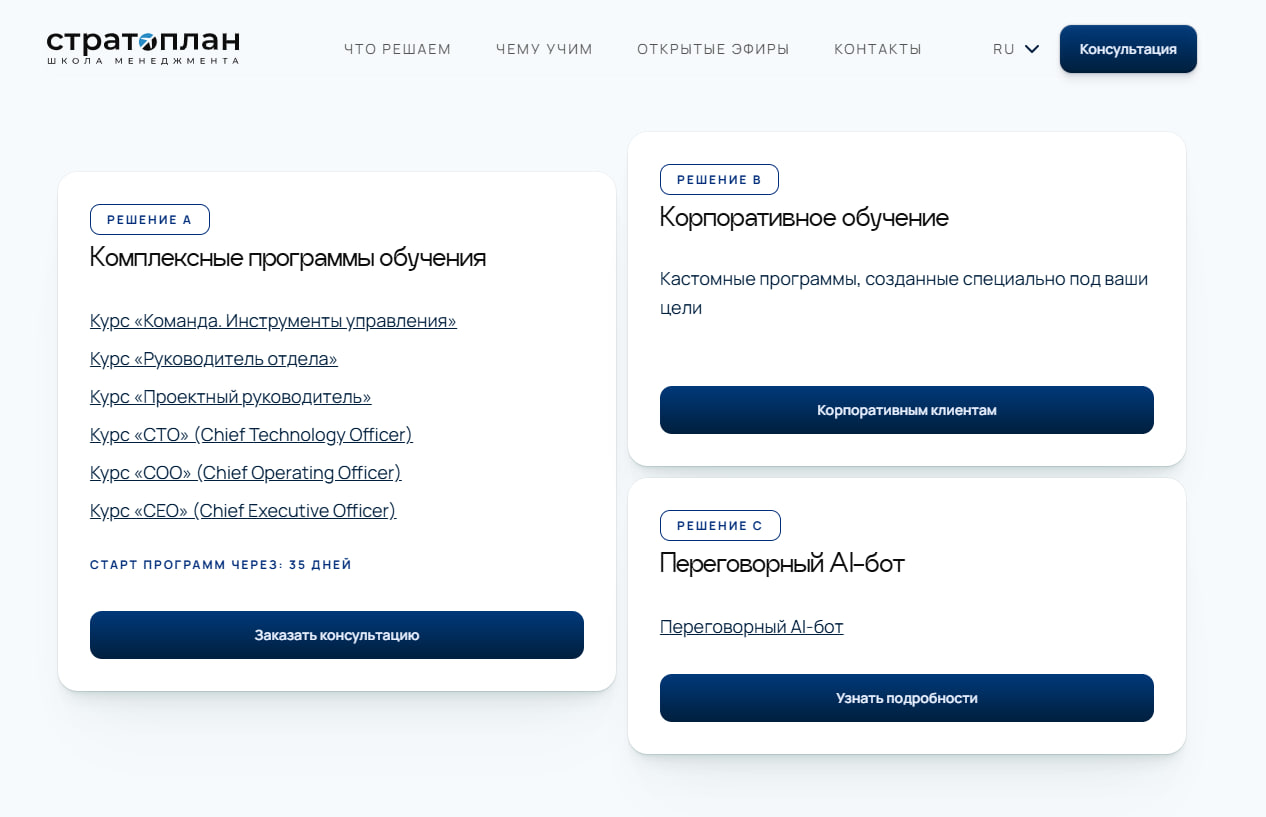 стратоплан
ШКОЛА МЕНЕДЖМЕНТА
ЧТО РЕШАЕМ
ЧЕМУ УЧИМ
ОТКРЫТЫЕ ЭФИРЫ
КОНТАКТЫ
RU
Консультация
РЕШЕНИЕ A
Комплексные программы обучения
Курс «Команда. Инструменты управления»
Курс «Руководитель отдела»
Курс «Проектный руководитель»
Курс «СТО» (Chief Technology Officer)
Курс «COO» (Chief Operating Officer)
Курс «CEO» (Chief Executive Officer)
СТАРТ ПРОГРАММ ЧЕРЕЗ: 35 ДНЕЙ
Заказать консультацию
РЕШЕНИЕ B
Корпоративное обучение
Кастомные программы, созданные специально под ваши
цели
Корпоративным клиентам
РЕШЕНИЕ C
Переговорный AI-бот
Переговорный AI-бот
Узнать подробности